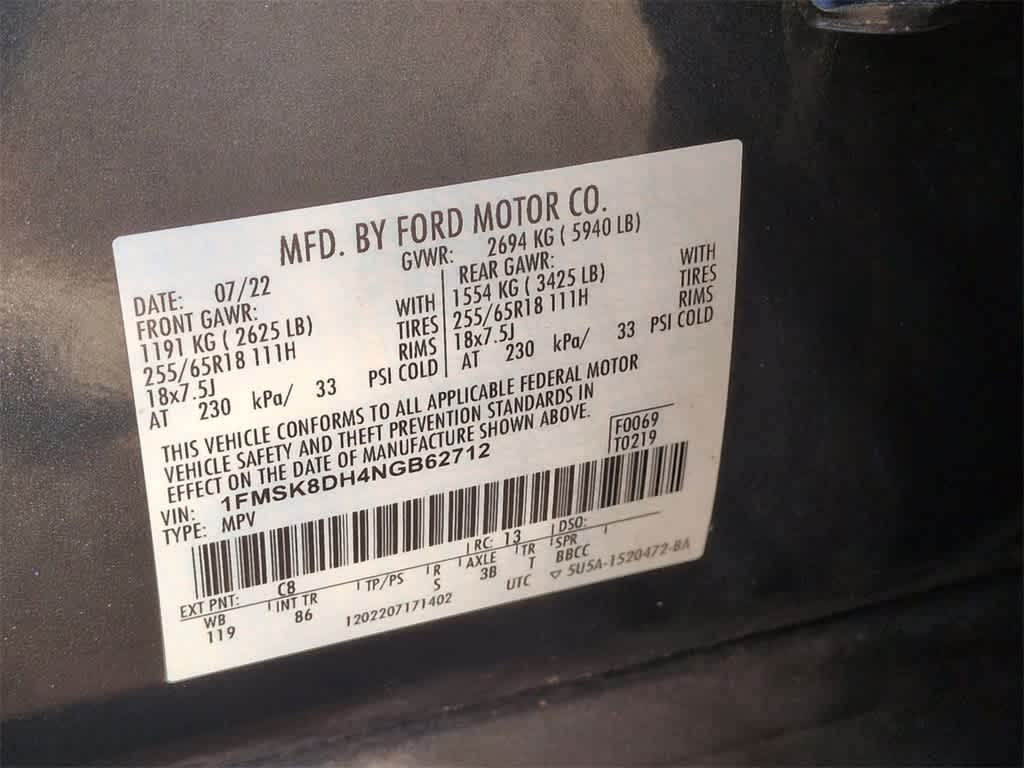 MFD. BY FORD MOTOR CO.
DATE: 07/22 GVWR: 2694 KG ( 5940 LB)
FRONT GAWR: REAR GAWR:
1191 KG ( 2625 LB) WITH 1554 KG ( 3425 LB) WITH
255/65R18 111H TIRES 255/65R18 111H TIRES
18x7.5J RIMS 18x7.5J RIMS
AT 230 kPa/ 33 PSI COLD AT 230 kPa/ 33 PSI COLD
THIS VEHICLE CONFORMS TO ALL APPLICABLE FEDERAL MOTOR
VEHICLE SAFETY AND THEFT PREVENTION STANDARDS IN
EFFECT ON THE DATE OF MANUFACTURE SHOWN ABOVE.
F0069
VIN: 1FMSK8DH4NGB62712
T0219
TYPE: MPV
EXT PNT: C8 RC: 13 DSO:
WB INT TR TP/PS R AXLE TR SPR
119 86 S 3B T BBCC
1202207171402 UTC ▽ 5U5A-1520472-BA